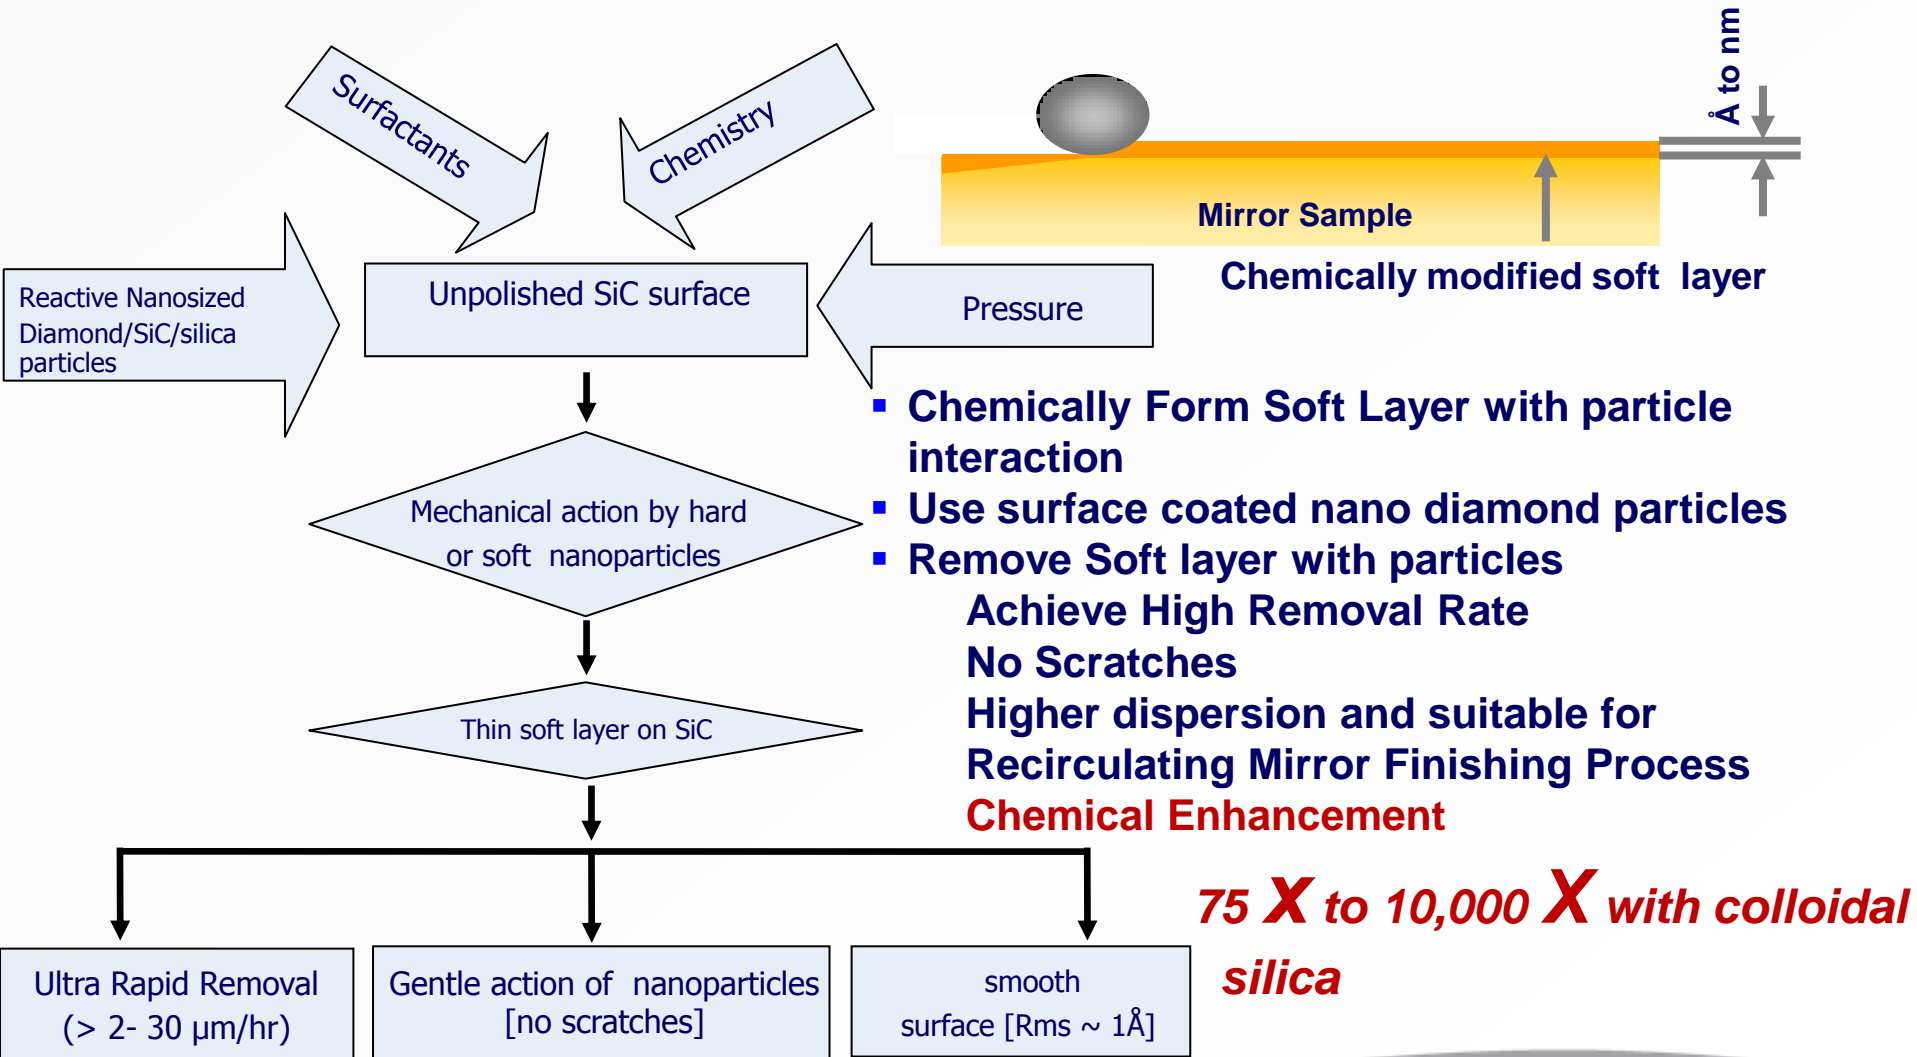 Surfactants
Chemistry
Å to nm
Mirror Sample
Chemically modified soft layer
Reactive Nanosized
Diamond/SiC/silica
particles
Unpolished SiC surface
Pressure
Mechanical action by hard
or soft nanoparticles
Thin soft layer on SiC
▪ Chemically Form Soft Layer with particle
interaction
▪ Use surface coated nano diamond particles
▪ Remove Soft layer with particles
Achieve High Removal Rate
No Scratches
Higher dispersion and suitable for
Recirculating Mirror Finishing Process
Chemical Enhancement
75 X to 10,000 X with colloidal
silica
Ultra Rapid Removal
(> 2- 30 µm/hr)
Gentle action of nanoparticles
[no scratches]
smooth
surface [Rms ~ 1Å]